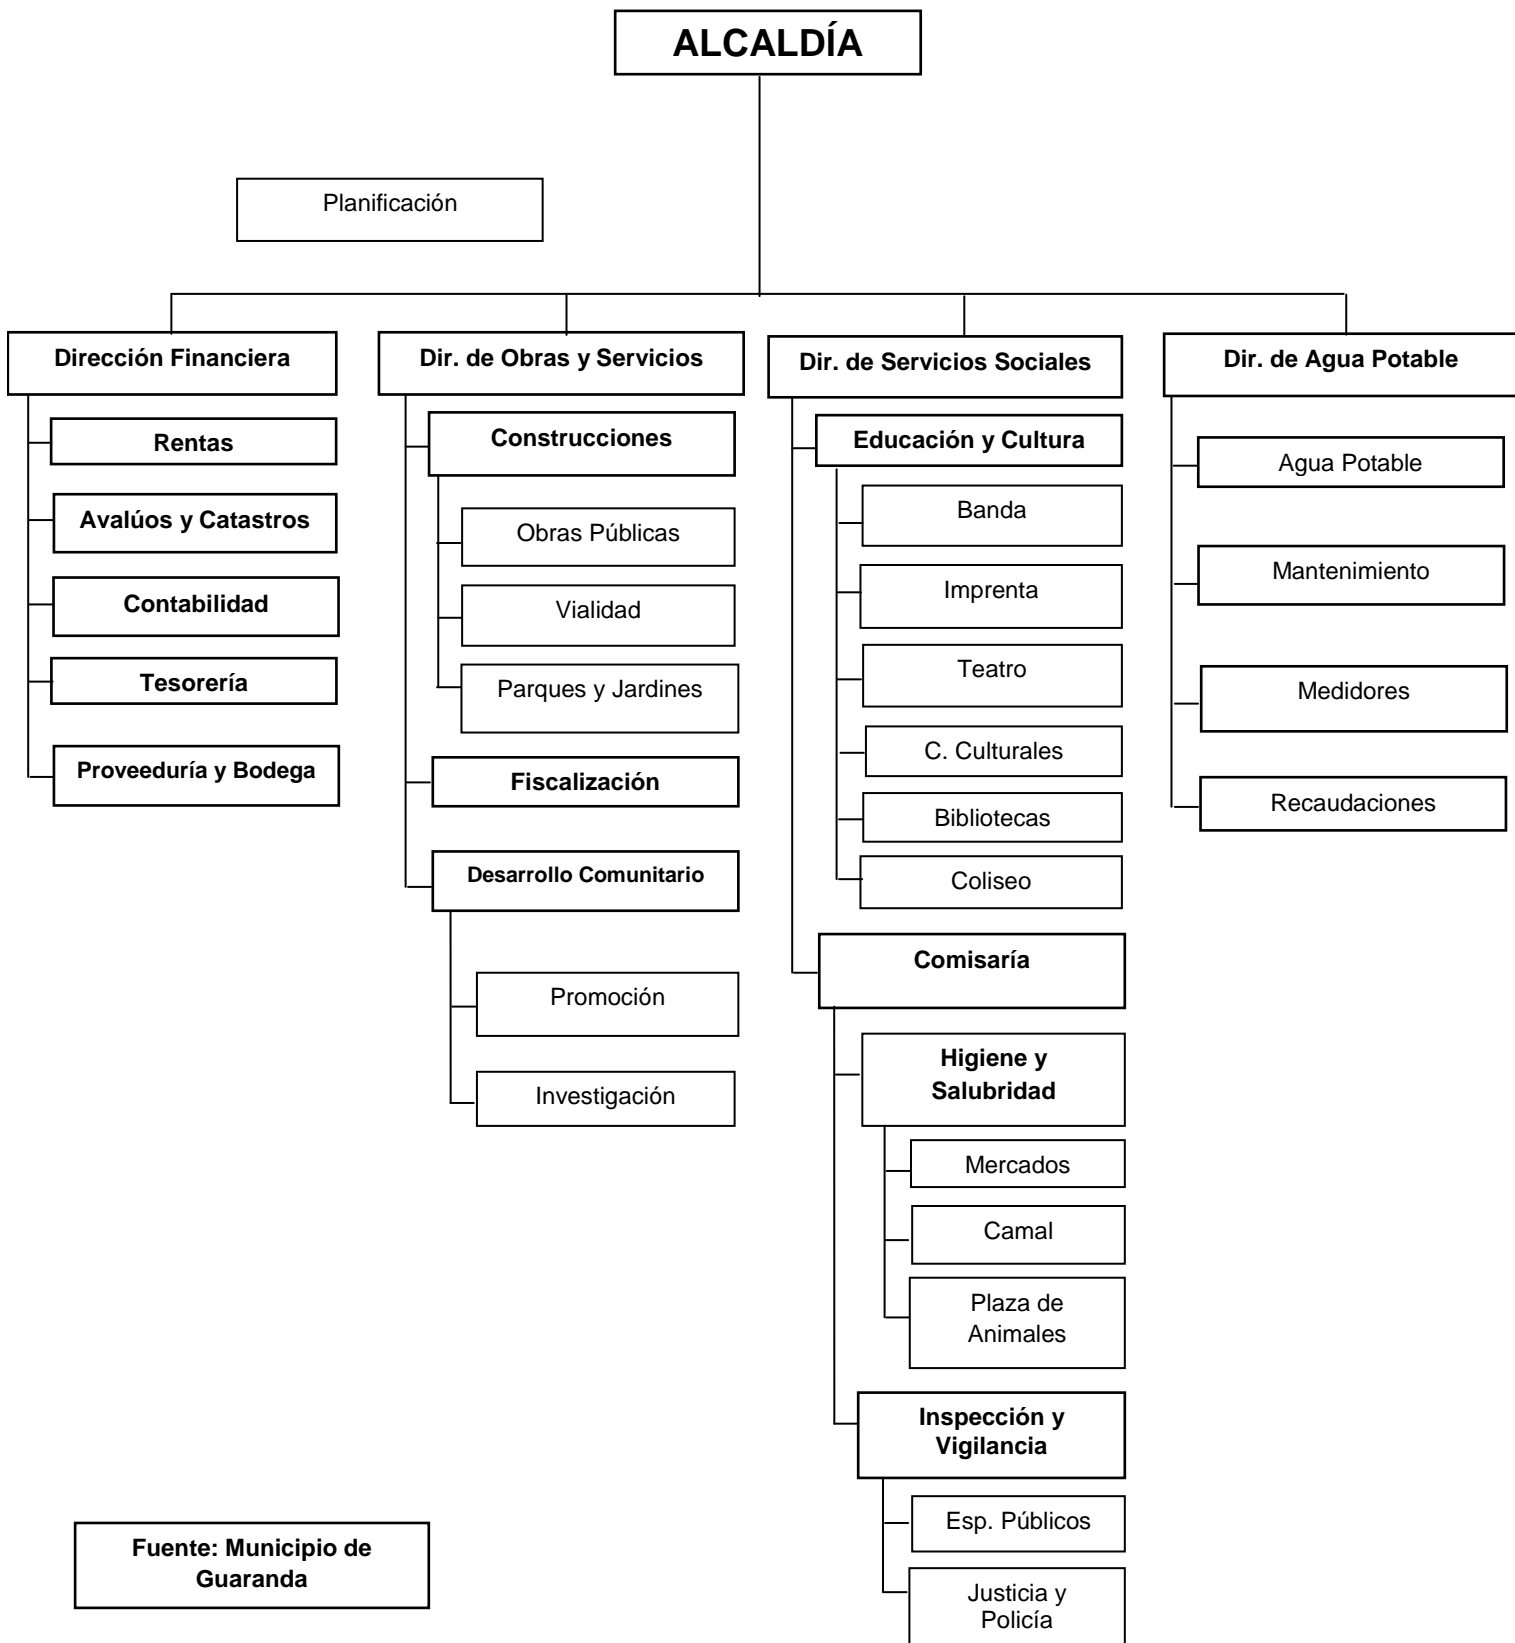 ALCALDÍA
Planificación
Dirección Financiera
Rentas
Avalúos y Catastros
Contabilidad
Tesorería
Proveeduría y Bodega
Dir. de Obras y Servicios
Construcciones
Obras Públicas
Vialidad
Parques y Jardines
Fiscalización
Desarrollo Comunitario
Promoción
Investigación
Dir. de Servicios Sociales
Educación y Cultura
Banda
Imprenta
Teatro
C. Culturales
Bibliotecas
Coliseo
Comisaría
Higiene y
Salubridad
Mercados
Camal
Plaza de
Animales
Inspección y
Vigilancia
Esp. Públicos
Justicia y
Policía
Dir. de Agua Potable
Agua Potable
Mantenimiento
Medidores
Recaudaciones
Fuente: Municipio de
Guaranda